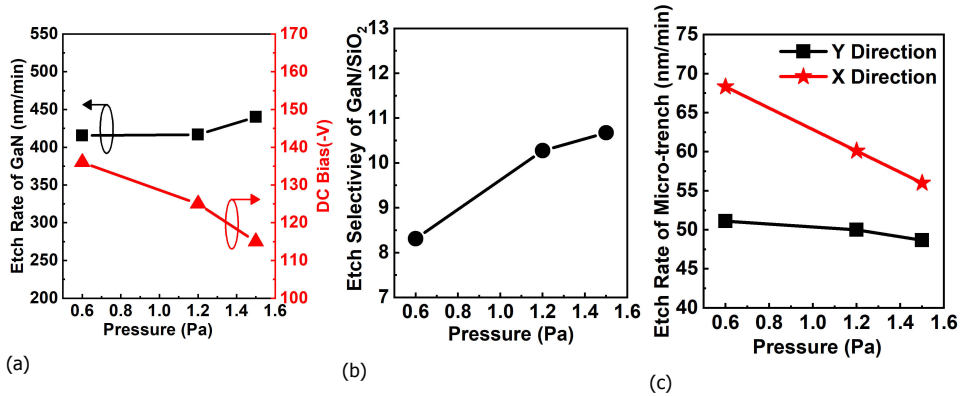 Etch Rate of GaN (nm/min)
550
500
450
400
350
300
250
200
170
160
150
140
130
120
110
100
DC Bias(-V)
0.6 0.8 1.0 1.2 1.4 1.6
Pressure (Pa)
(a)
Etch Selectiviey of GaN/SiO2
13
12
11
10
9
8
7
0.6 0.8 1.0 1.2 1.4 1.6
Pressure (Pa)
(b)
Etch Rate of Micro-trench (nm/min)
75
70
65
60
55
50
45
40
Y Direction
X Direction
0.6 0.8 1.0 1.2 1.4 1.6
Pressure (Pa)
(c)